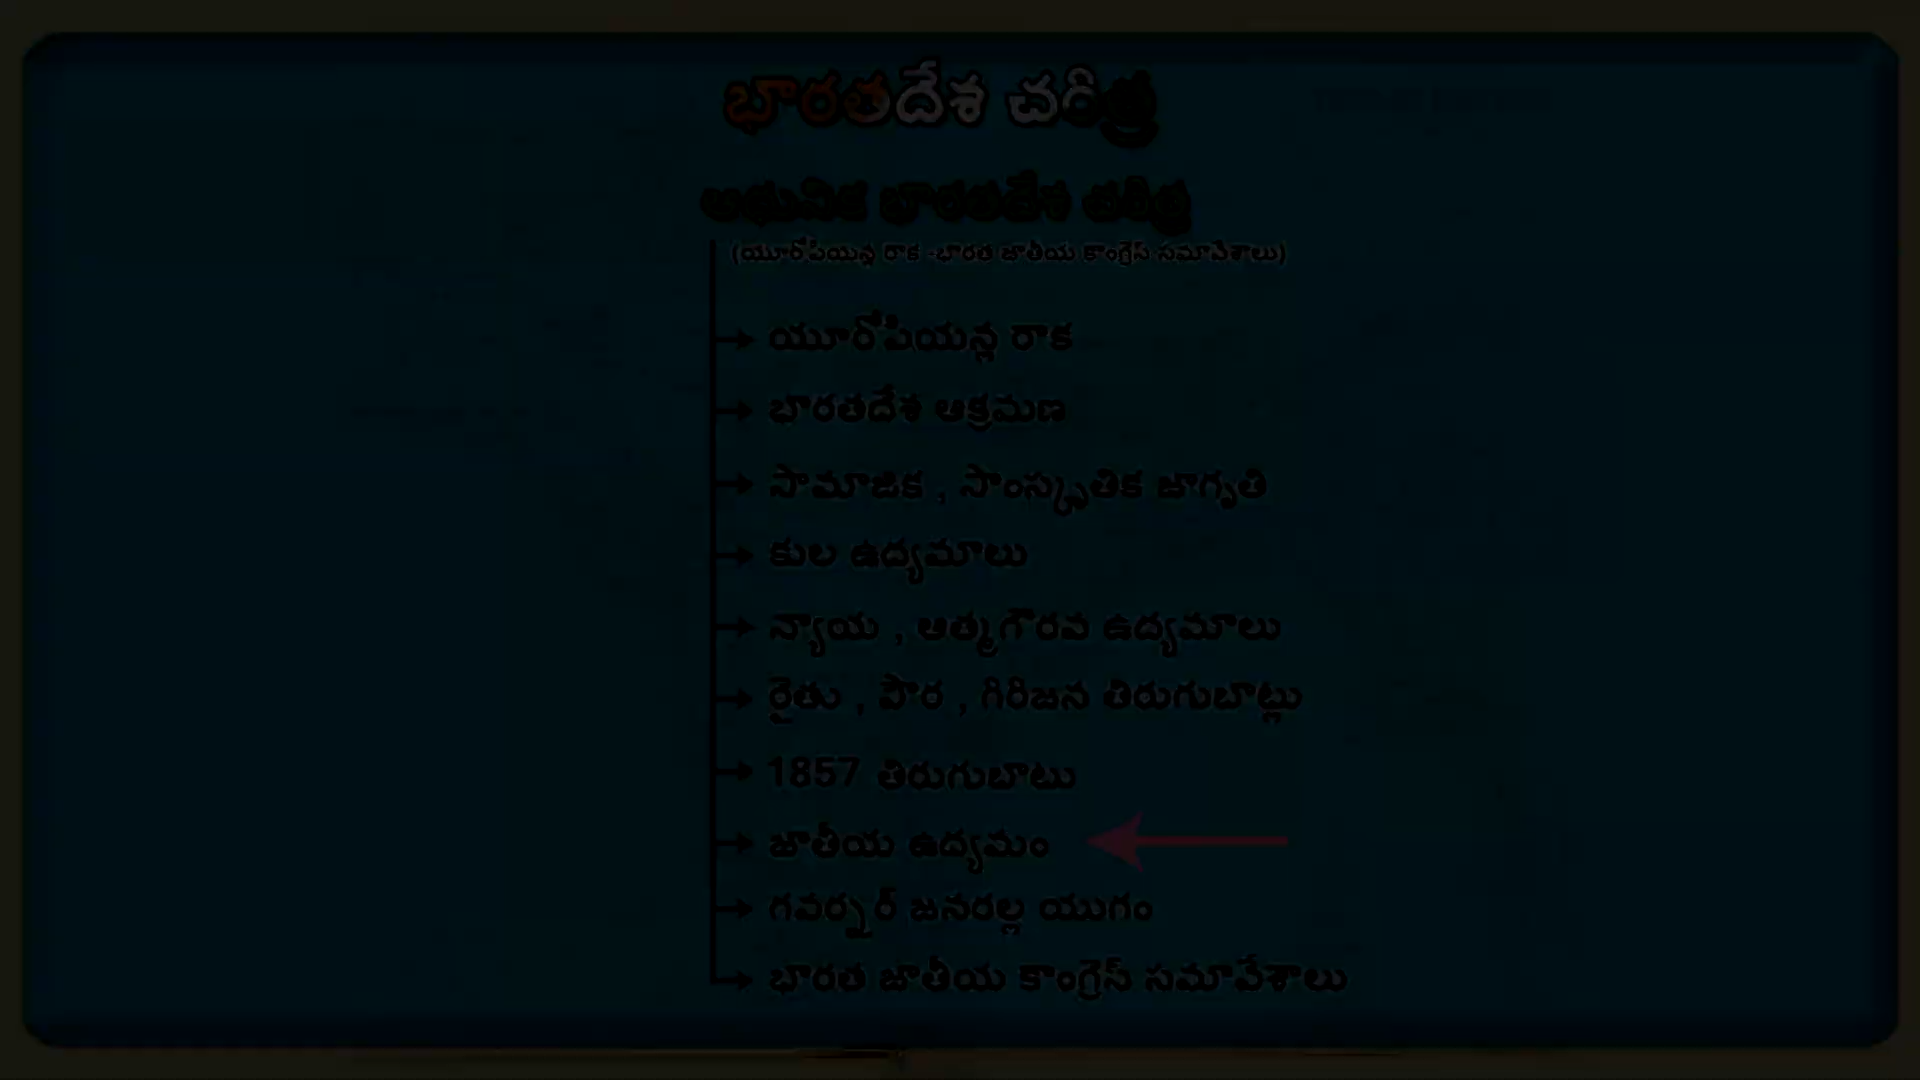 భారతదేశ చరిత్ర
ఆధునిక భారతదేశ చరిత్ర
(యూరోపియన్ల రాక -భారత జాతీయ కాంగ్రెస్ సమావేశాలు)
యూరోపియన్ల రాక
భారతదేశ ఆక్రమణ
సామాజిక , సాంస్కృతిక జాగృతి
కుల ఉద్యమాలు
న్యాయ , ఆత్మగౌరవ ఉద్యమాలు
రైతు , పౌర , గిరిజన తిరుగుబాట్లు
1857 తిరుగుబాటు
జాతీయ ఉద్యమం
గవర్నర్ జనరల్ల యుగం
భారత జాతీయ కాంగ్రెస్ సమావేశాలు